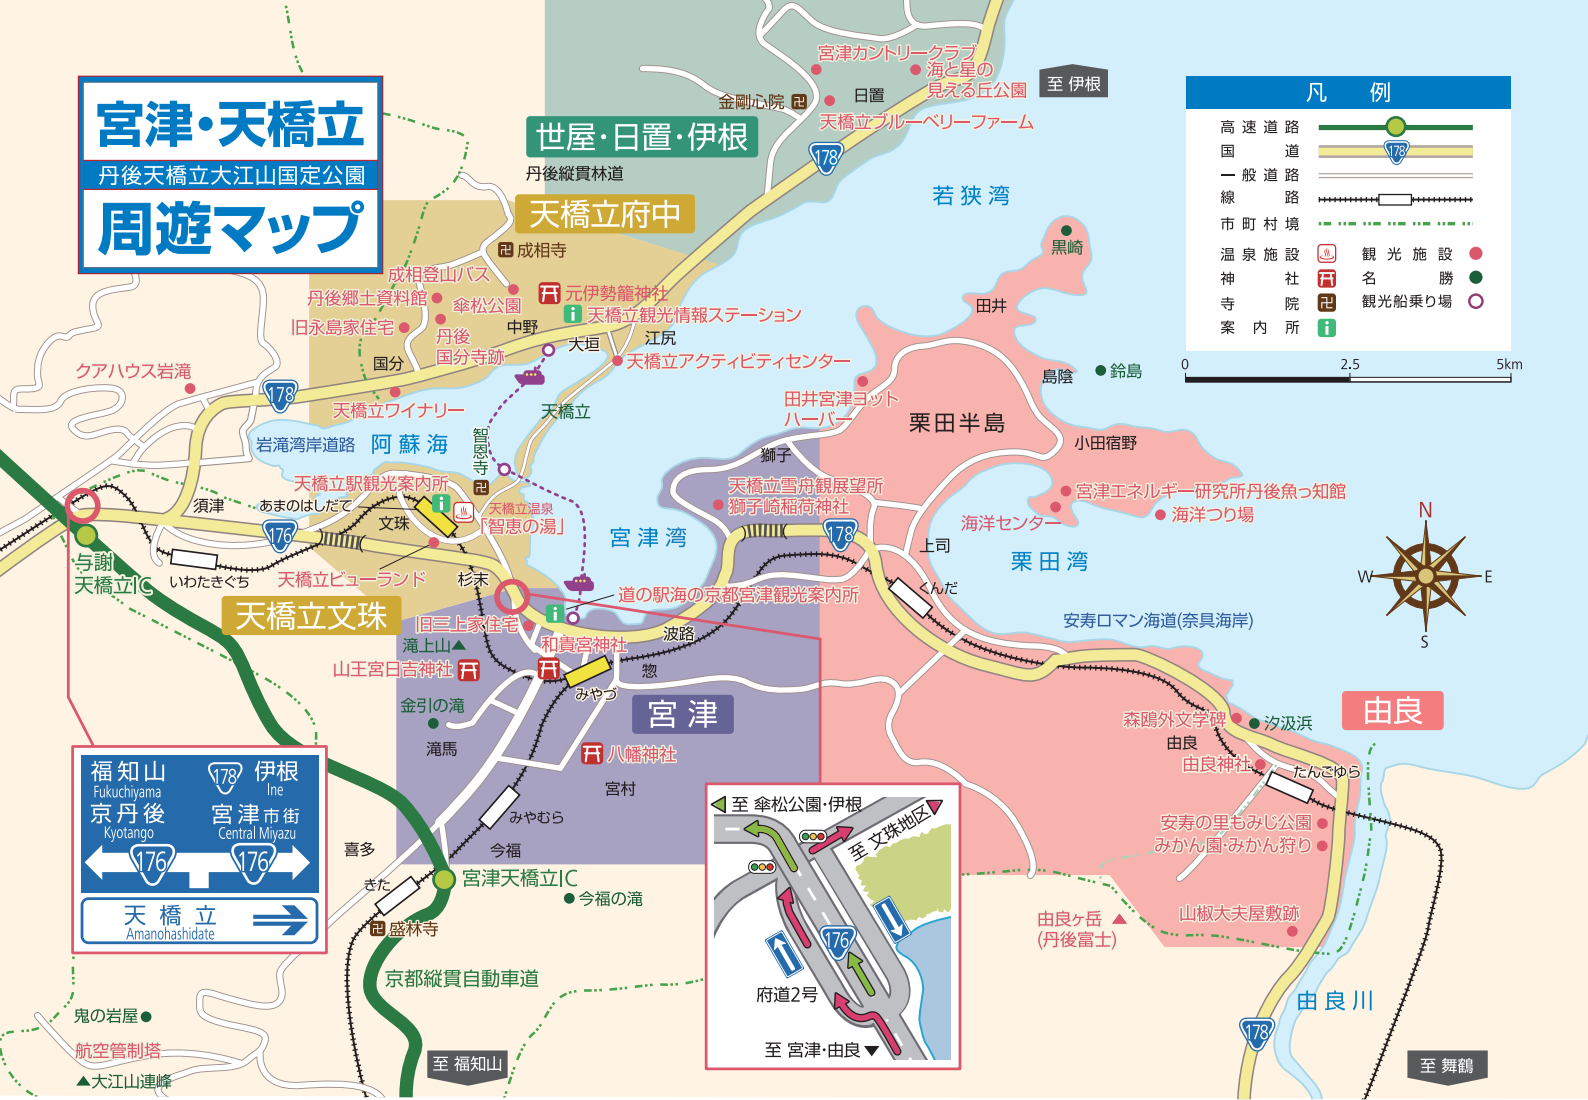 宮津・天橋立
丹後天橋立大江山国定公園
周遊マップ
凡例
高速道路
国道
178
一般道路
線路
市町村境
温泉施設
観光施設
神社
名勝
寺院
観光船乗り場
案内所
0
2.5
5km
至 伊根
宮津カントリークラブ
海と星の
見える丘公園
金剛心院
日置
天橋立ブルーベリーファーム
世屋・日置・伊根
178
丹後縦貫林道
若狭湾
天橋立府中
成相寺
黒崎
成相登山バス
丹後郷土資料館
傘松公園
元伊勢籠神社
天橋立観光情報ステーション
田井
旧永島家住宅
丹後
国分寺跡
中野
大垣
江尻
国分
天橋立アクティビティセンター
島陰
鈴島
クアハウス岩滝
178
天橋立ワイナリー
天橋立
田井宮津ヨット
ハーバー
栗田半島
岩滝湾岸道路
阿蘇海
智恩寺
獅子
小田宿野
天橋立駅観光案内所
天橋立雪舟観展望所
獅子崎稲荷神社
宮津エネルギー研究所丹後魚っ知館
海洋センター
海洋つり場
須津
あまのはしだて
文珠
天橋立温泉
「智恵の湯」
176
宮津湾
178
上司
栗田湾
N
W
E
S
与謝
天橋立IC
いわたきぐち
天橋立ビューランド
杉末
くんだ
道の駅海の京都宮津観光案内所
天橋立文珠
旧三上家住宅
安寿ロマン海道(奈具海岸)
滝上山
和貴宮神社
波路
山王宮日吉神社
惣
みやづ
金引の滝
宮津
由良
滝馬
森鴎外文学碑
汐汲浜
由良
八幡神社
由良神社
たんごゆら
福知山
Fukuchiyama
178
伊根
Ine
京丹後
Kyotango
宮津市街
Central Miyazu
176
176
天橋立
Amanohashidate
宮村
みやむら
至 傘松公園・伊根
至 文珠地区
176
府道2号
至 宮津・由良
安寿の里もみじ公園
みかん園・みかん狩り
喜多
今福
きた
宮津天橋立IC
今福の滝
盛林寺
由良ヶ岳
(丹後富士)
山椒大夫屋敷跡
京都縦貫自動車道
鬼の岩屋
航空管制塔
大江山連峰
由良川
178
至 福知山
至 舞鶴